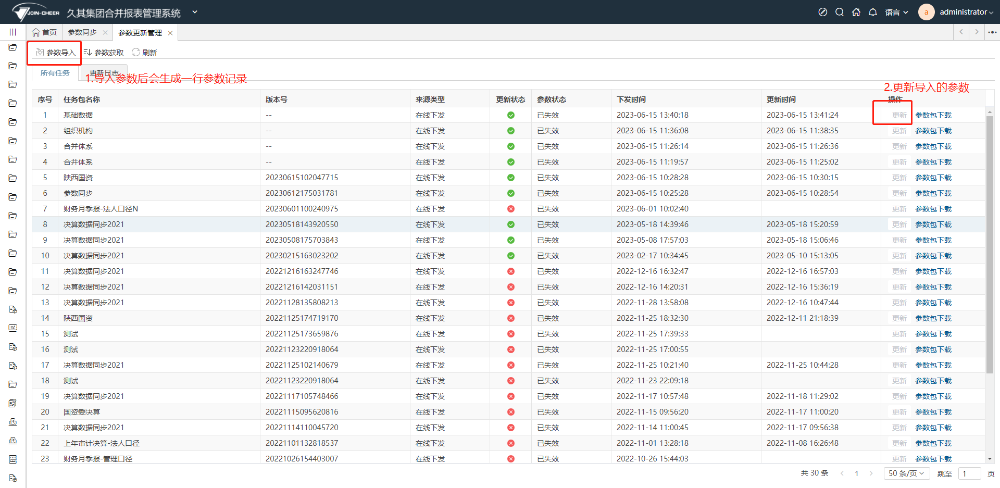 JOIN-CHEER 久其集团合并报表管理系统 语言 a administrator
首页 参数同步 参数更新管理
参数导入 参数获取 刷新
所有任务 更新日志
1.导入参数后会生成一行参数记录
2.更新导入的参数
序号 任务包名称 版本号 来源类型 更新状态 参数状态 下发时间 更新时间 操作
1 基础数据 -- 在线下发 已失效 2023-06-15 13:40:18 2023-06-15 13:41:24 更新 参数包下载
2 组织机构 -- 在线下发 已失效 2023-06-15 11:36:08 2023-06-15 11:38:35 更新 参数包下载
3 合并体系 -- 在线下发 已失效 2023-06-15 11:26:14 2023-06-15 11:26:36 更新 参数包下载
4 合并体系 -- 在线下发 已失效 2023-06-15 11:19:57 2023-06-15 11:25:02 更新 参数包下载
5 陕西国资 20230615102047715 在线下发 已失效 2023-06-15 10:28:28 2023-06-15 10:30:15 更新 参数包下载
6 参数同步 20230612175031781 在线下发 已失效 2023-06-15 10:25:28 2023-06-15 10:28:54 更新 参数包下载
7 财务月季报-法人口径N 20230601100240975 在线下发 已失效 2023-06-01 10:02:40 更新 参数包下载
8 决算数据同步2021 20230518143920550 在线下发 已失效 2023-05-18 14:39:46 2023-05-18 15:20:59 更新 参数包下载
9 决算数据同步2021 20230508175703843 在线下发 已失效 2023-05-08 17:57:03 2023-05-18 15:06:46 更新 参数包下载
10 决算数据同步2021 20230215163023202 在线下发 已失效 2023-02-17 10:34:45 2023-05-10 15:13:05 更新 参数包下载
11 决算数据同步2021 20221216163247746 在线下发 已失效 2022-12-16 16:32:47 2022-12-16 16:57:03 更新 参数包下载
12 决算数据同步2021 20221216142031151 在线下发 已失效 2022-12-16 14:20:31 2022-12-16 15:36:19 更新 参数包下载
13 决算数据同步2021 20221128135808213 在线下发 已失效 2022-11-28 13:58:08 2022-12-16 10:47:44 更新 参数包下载
14 陕西国资 20221125174719170 在线下发 已失效 2022-11-25 18:32:30 2022-12-11 21:18:39 更新 参数包下载
15 测试 20221125173659876 在线下发 已失效 2022-11-25 17:39:33 更新 参数包下载
16 测试 20221123220918064 在线下发 已失效 2022-11-25 17:00:55 更新 参数包下载
17 决算数据同步2021 20221125102140679 在线下发 已失效 2022-11-25 10:21:40 2022-11-25 10:44:28 更新 参数包下载
18 测试 20221123220918064 在线下发 已失效 2022-11-23 22:09:18 更新 参数包下载
19 决算数据同步2021 20221117105748466 在线下发 已失效 2022-11-17 10:57:48 2022-11-18 11:29:02 更新 参数包下载
20 国资委决算 20221115095620816 在线下发 已失效 2022-11-15 09:56:20 2022-11-17 11:00:20 更新 参数包下载
21 决算数据同步2021 20221114110045720 在线下发 已失效 2022-11-14 11:00:45 2022-11-17 09:56:38 更新 参数包下载
22 上年审计决算-法人口径 20221101132818537 在线下发 已失效 2022-11-01 13:28:18 2022-11-08 16:26:48 更新 参数包下载
23 财务月季报-管理口径 20221026154403007 在线下发 已失效 2022-10-26 15:44:03 更新 参数包下载
共 30 条 1 50 条/页 跳至 1 页